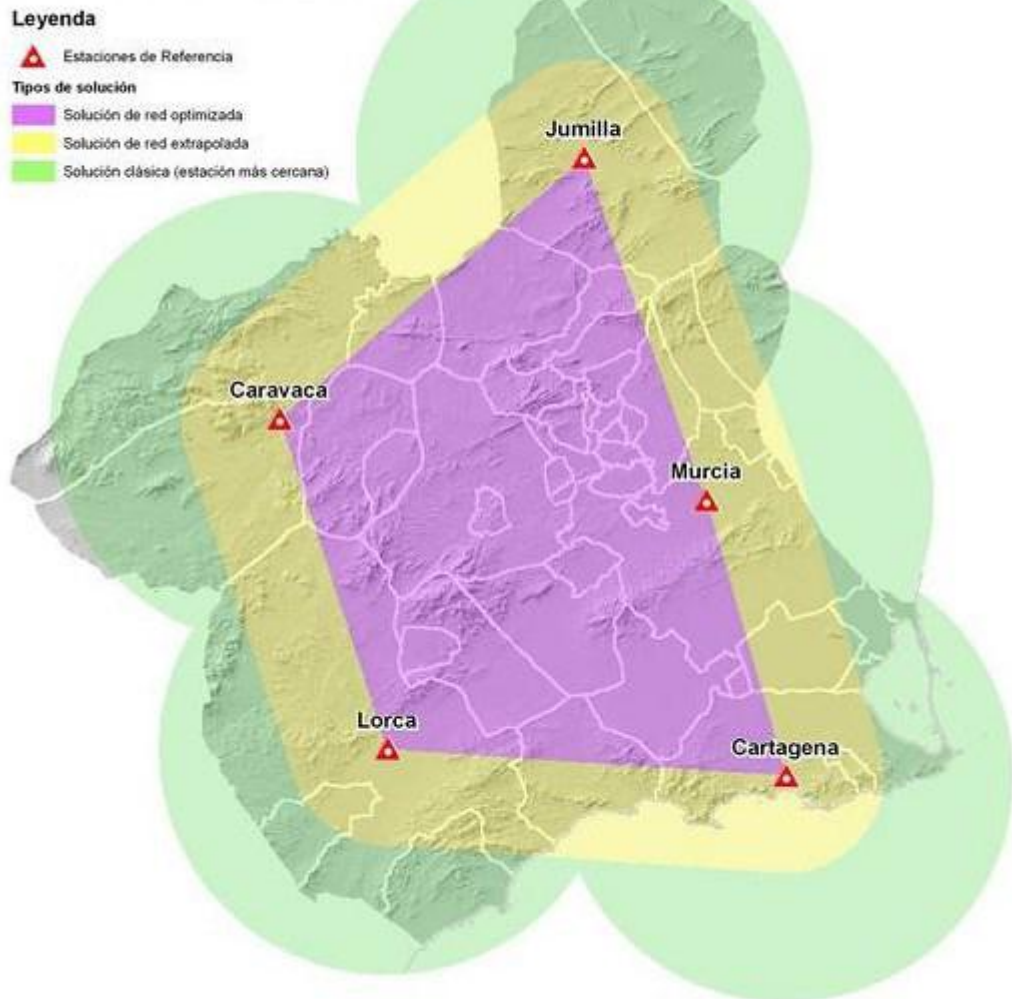 Leyenda
Estaciones de Referencia
Tipos de solución
Solución de red optimizada
Solución de red extrapolada
Solución clásica (estación más cercana)
Jumilla
Caravaca
Murcia
Lorca
Cartagena